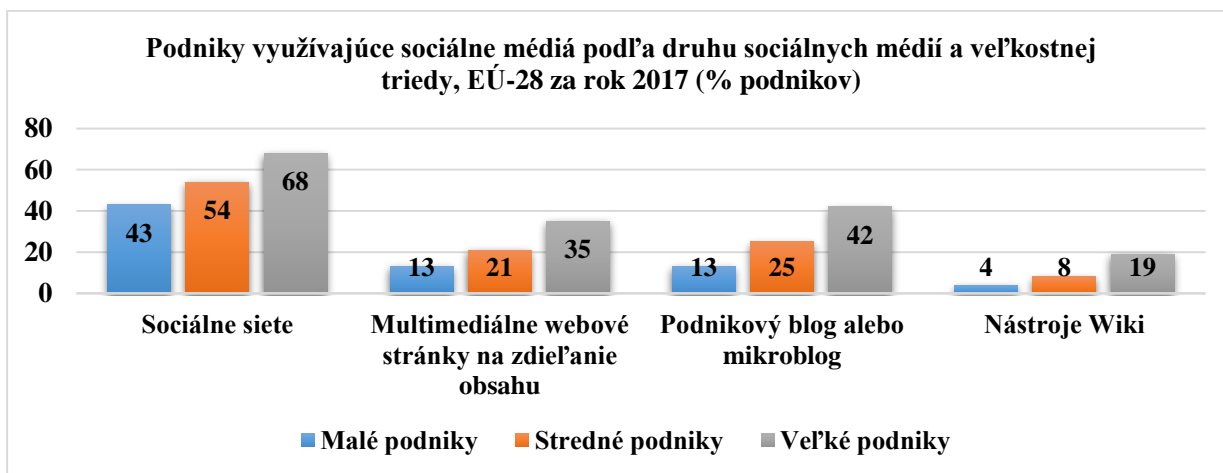 Podniky využívajúce sociálne médiá podľa druhu sociálnych médií a veľkostnej
triedy, EÚ-28 za rok 2017 (% podnikov)
80
60
40
20
0
43
54
68
13
21
35
13
25
42
4
8
19
Sociálne siete
Multimediálne webové
stránky na zdieľanie
obsahu
Podnikový blog alebo
mikroblog
Nástroje Wiki
Malé podniky
Stredné podniky
Veľké podniky